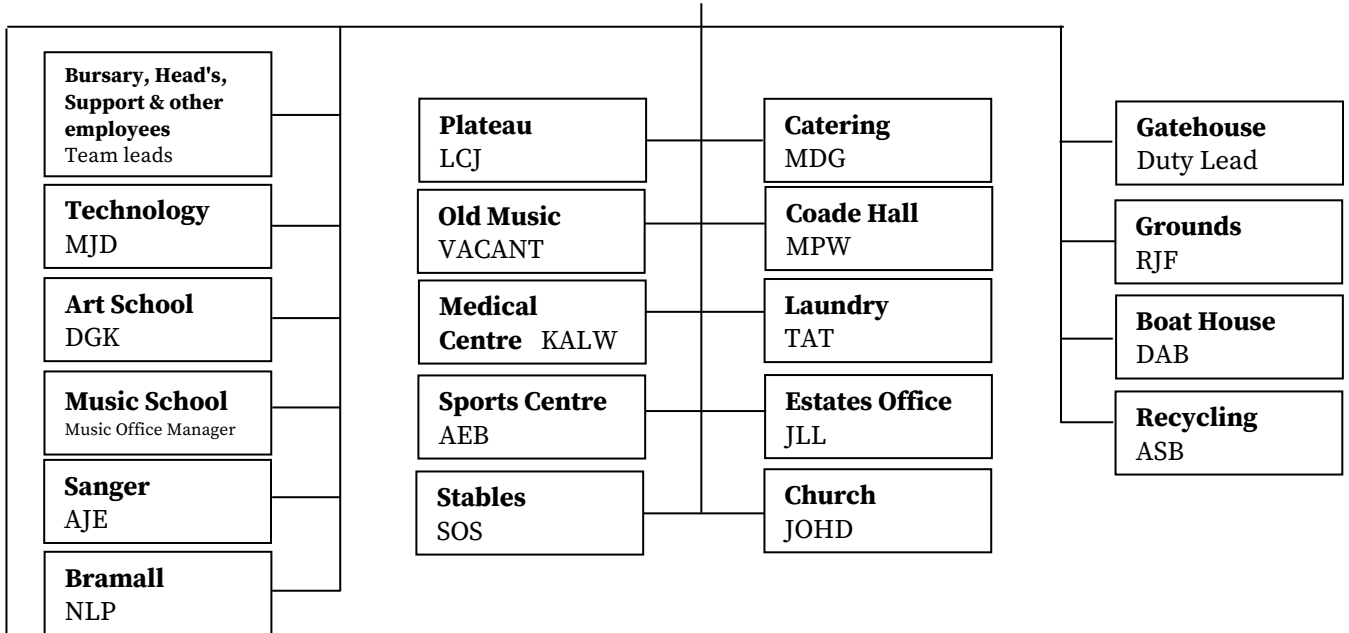 Bursary, Head's,
Support & other
employees
Team leads
Technology
MJD
Art School
DGK
Music School
Music Office Manager
Sanger
AJE
Bramall
NLP
Plateau
LCJ
Old Music
VACANT
Medical
Centre KALW
Sports Centre
AEB
Stables
SOS
Catering
MDG
Coade Hall
MPW
Laundry
TAT
Estates Office
JLL
Church
JOHD
Gatehouse
Duty Lead
Grounds
RJF
Boat House
DAB
Recycling
ASB